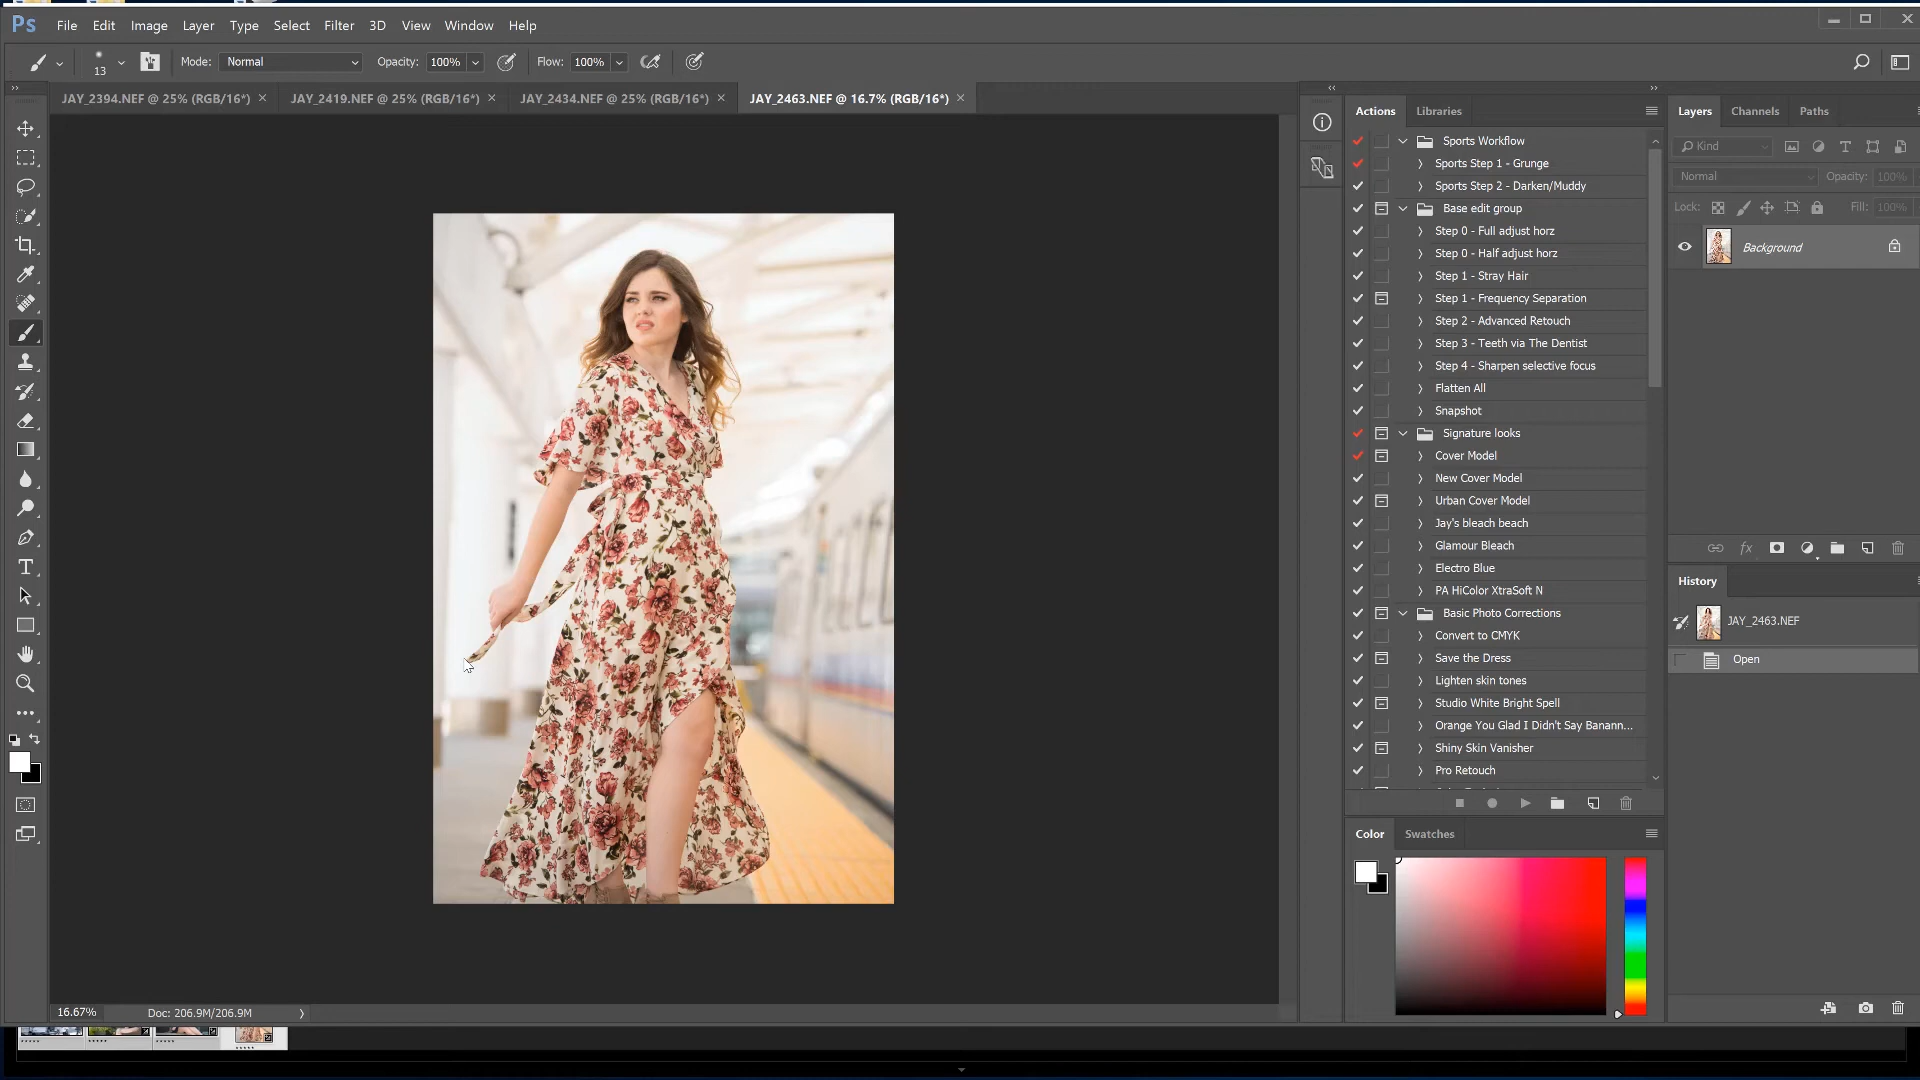 Ps File Edit Image Layer Type Select Filter 3D View Window Help
13 Mode: Normal Opacity: 100% Flow: 100%
JAY_2394.NEF @ 25% (RGB/16*) JAY_2419.NEF @ 25% (RGB/16*) JAY_2434.NEF @ 25% (RGB/16*) JAY_2463.NEF @ 16.7% (RGB/16*)
Actions Libraries
Sports Workflow
Sports Step 1 - Grunge
Sports Step 2 - Darken/Muddy
Base edit group
Step 0 - Full adjust horz
Step 0 - Half adjust horz
Step 1 - Stray Hair
Step 1 - Frequency Separation
Step 2 - Advanced Retouch
Step 3 - Teeth via The Dentist
Step 4 - Sharpen selective focus
Flatten All
Snapshot
Signature looks
Cover Model
New Cover Model
Urban Cover Model
Jay's bleach beach
Glamour Bleach
Electro Blue
PA HiColor XtraSoft N
Basic Photo Corrections
Convert to CMYK
Save the Dress
Lighten skin tones
Studio White Bright Spell
Orange You Glad I Didn't Say Banann...
Shiny Skin Vanisher
Pro Retouch
Color Swatches
Layers Channels Paths
Kind
Normal Opacity: 100%
Lock: Fill: 100%
Background
fx
History
JAY_2463.NEF
Open
16.67% Doc: 206.9M/206.9M